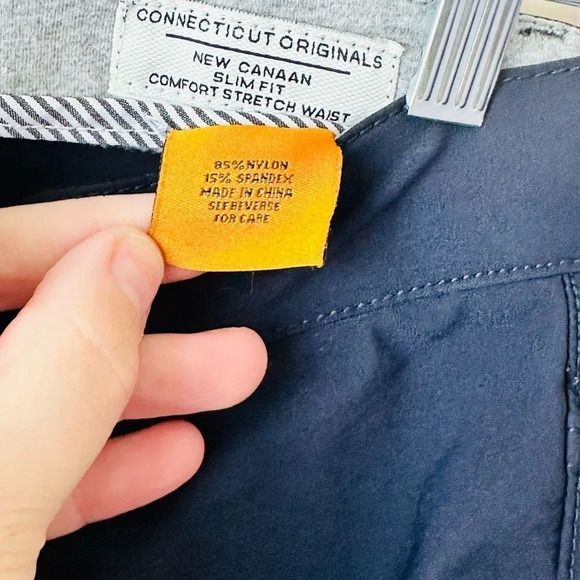 CONNECTICUT ORIGINALS
NEW CANAAN
SLIM FIT
COMFORT STRETCH WAIST
85% NYLON
15% SPANDEX
MADE IN CHINA
SEE REVERSE
FOR CARE